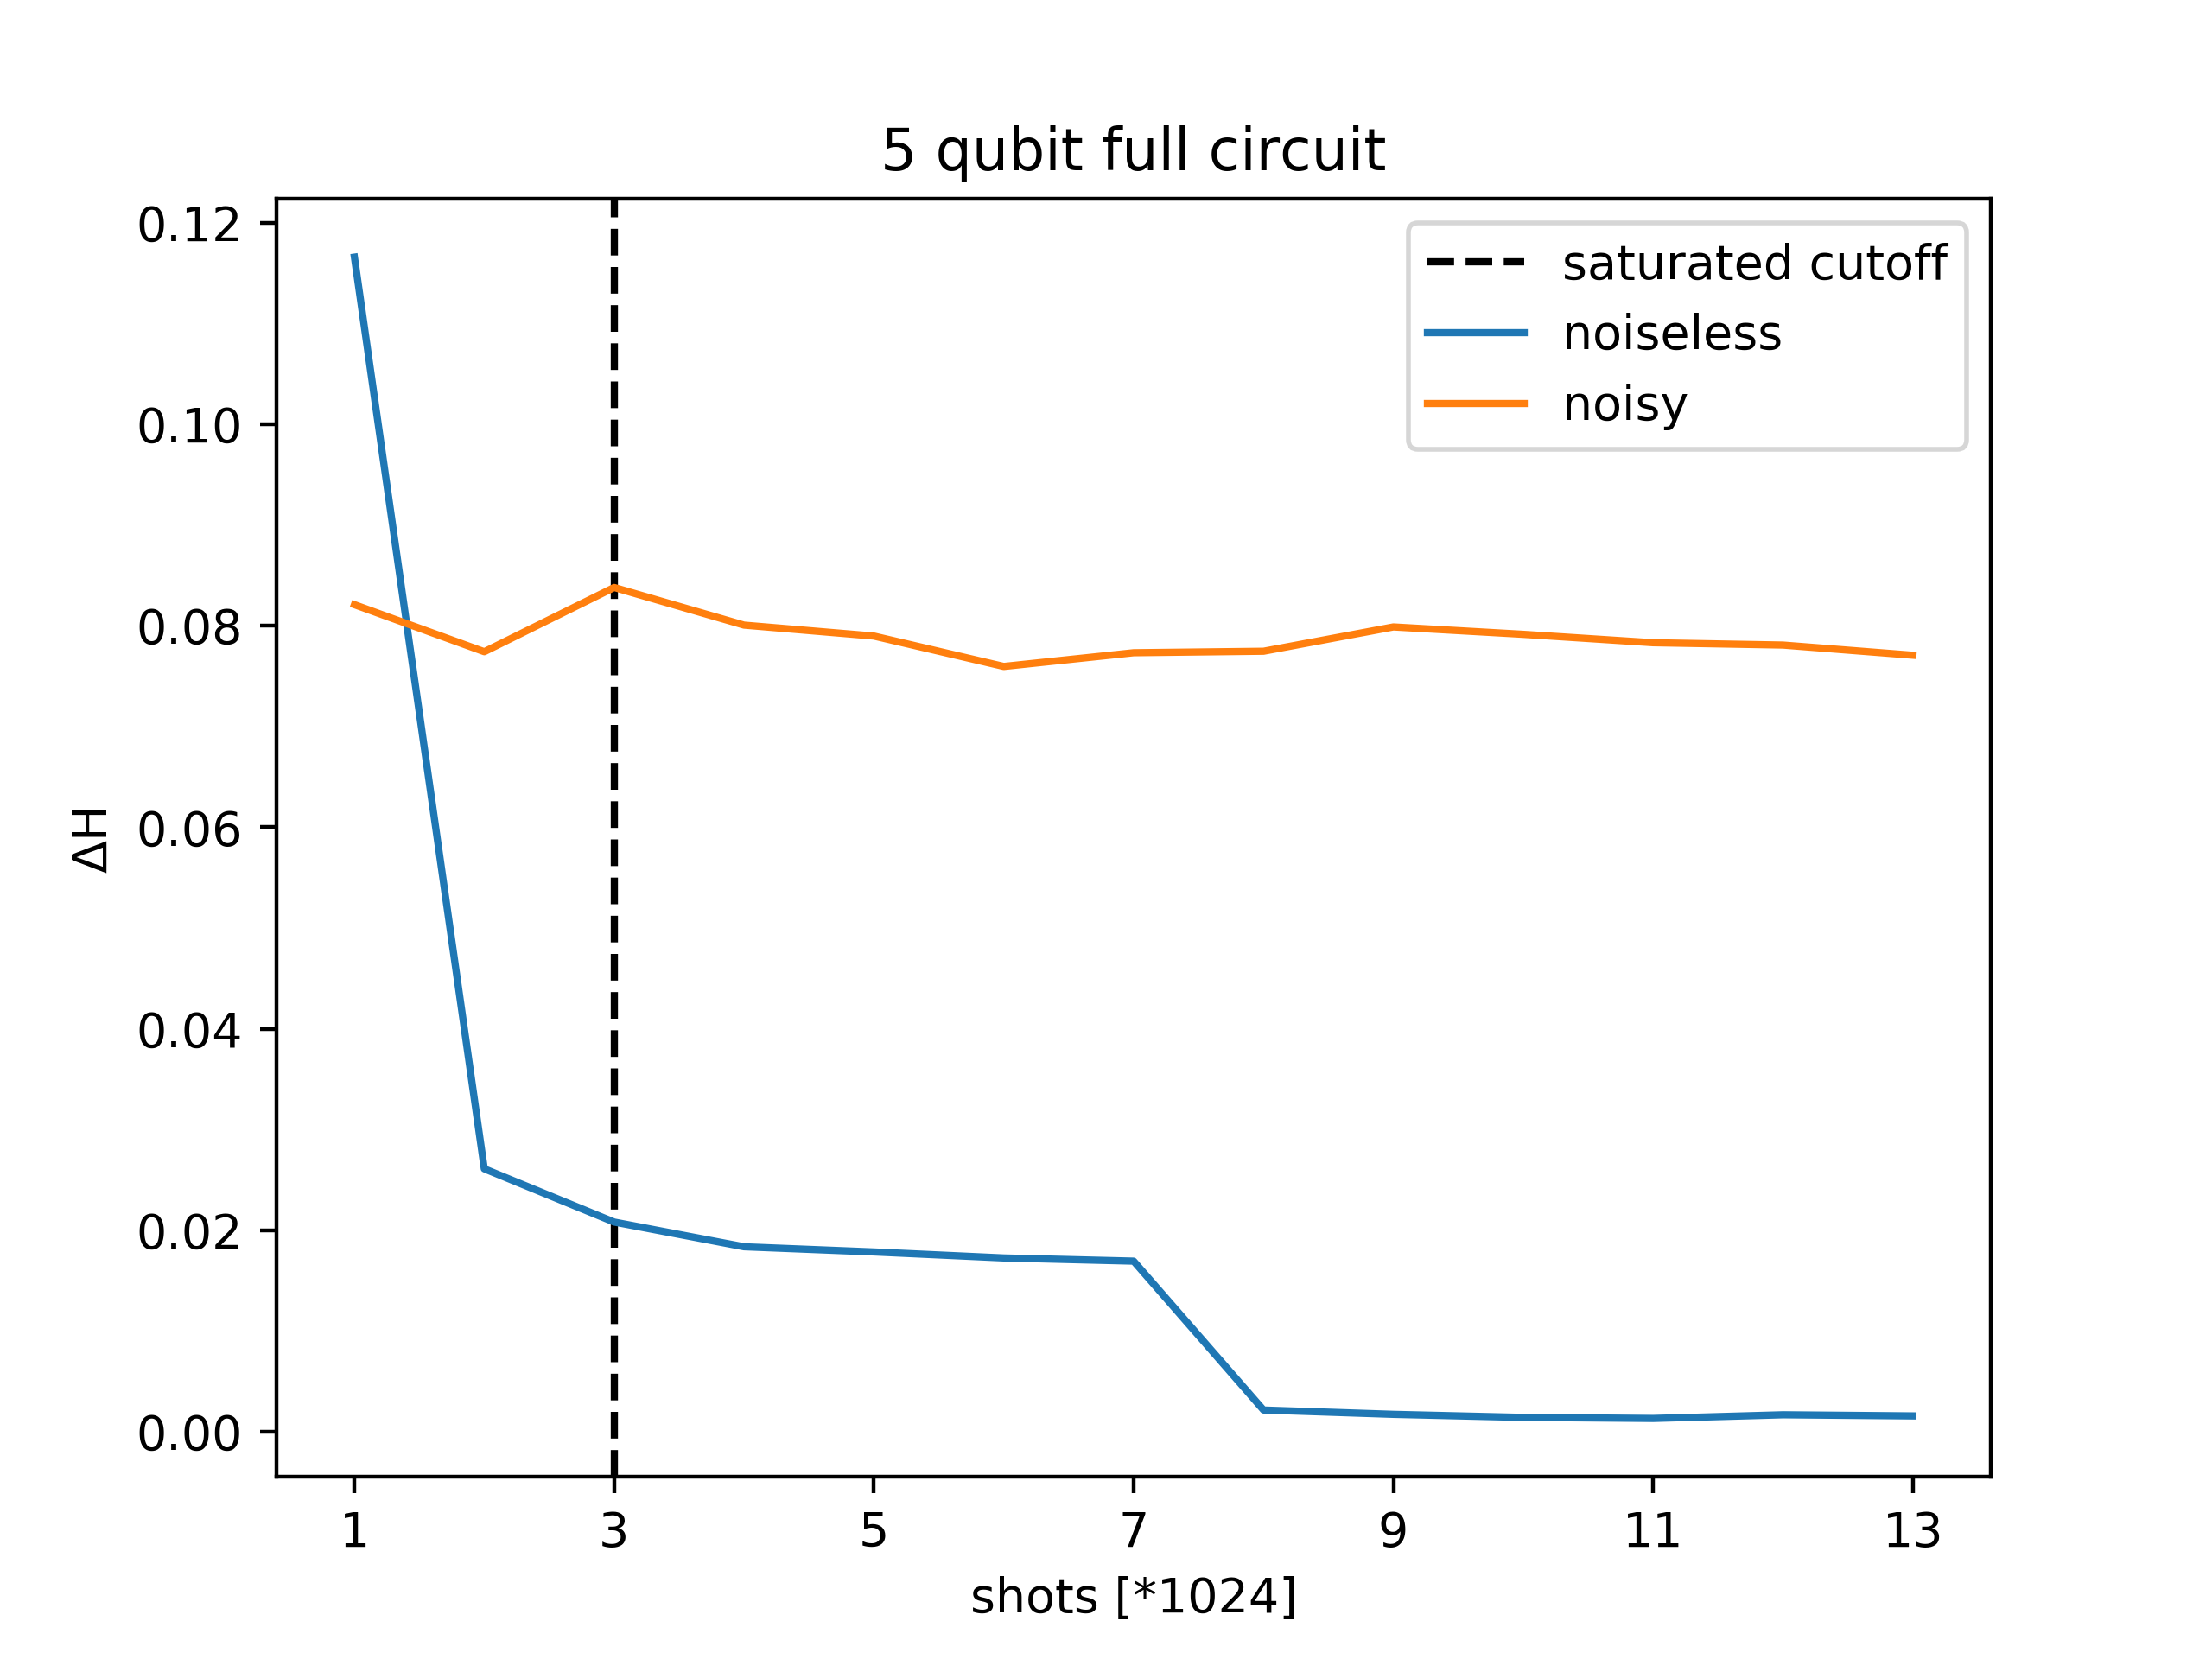 5 qubit full circuit
0.12
0.10
0.08
0.06
0.04
0.02
0.00
ΔH
saturated cutoff
noiseless
noisy
1 3 5 7 9 11 13
shots [*1024]